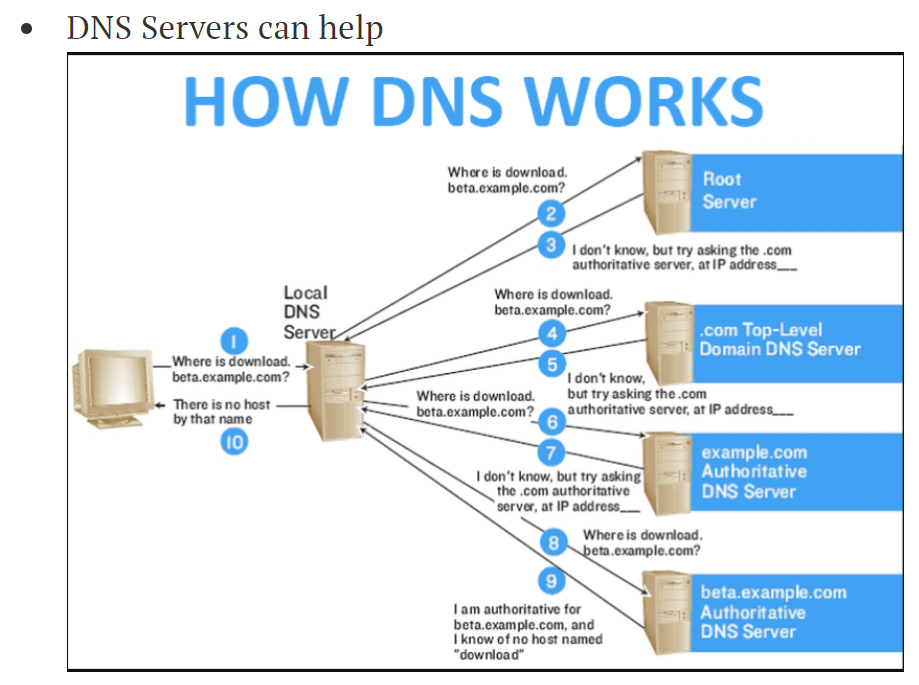 DNS Servers can help
HOW DNS WORKS
Where is download.
beta.example.com?
2
Root
Server
3
I don't know, but try asking the .com
authoritative server, at IP address___
Local
DNS
Server
Where is download.
beta.example.com?
4
.com Top-Level
Domain DNS Server
5
I don't know,
but try asking the .com
authoritative server, at IP address___
1
Where is download.
beta.example.com?
There is no host
by that name
10
Where is download.
beta.example.com?
6
7
example.com
Authoritative
DNS Server
I don't know, but try asking
the .com authoritative
server, at IP address___
8
Where is download.
beta.example.com?
9
I am authoritative for
beta.example.com, and
I know of no host named
"download"
beta.example.com
Authoritative
DNS Server